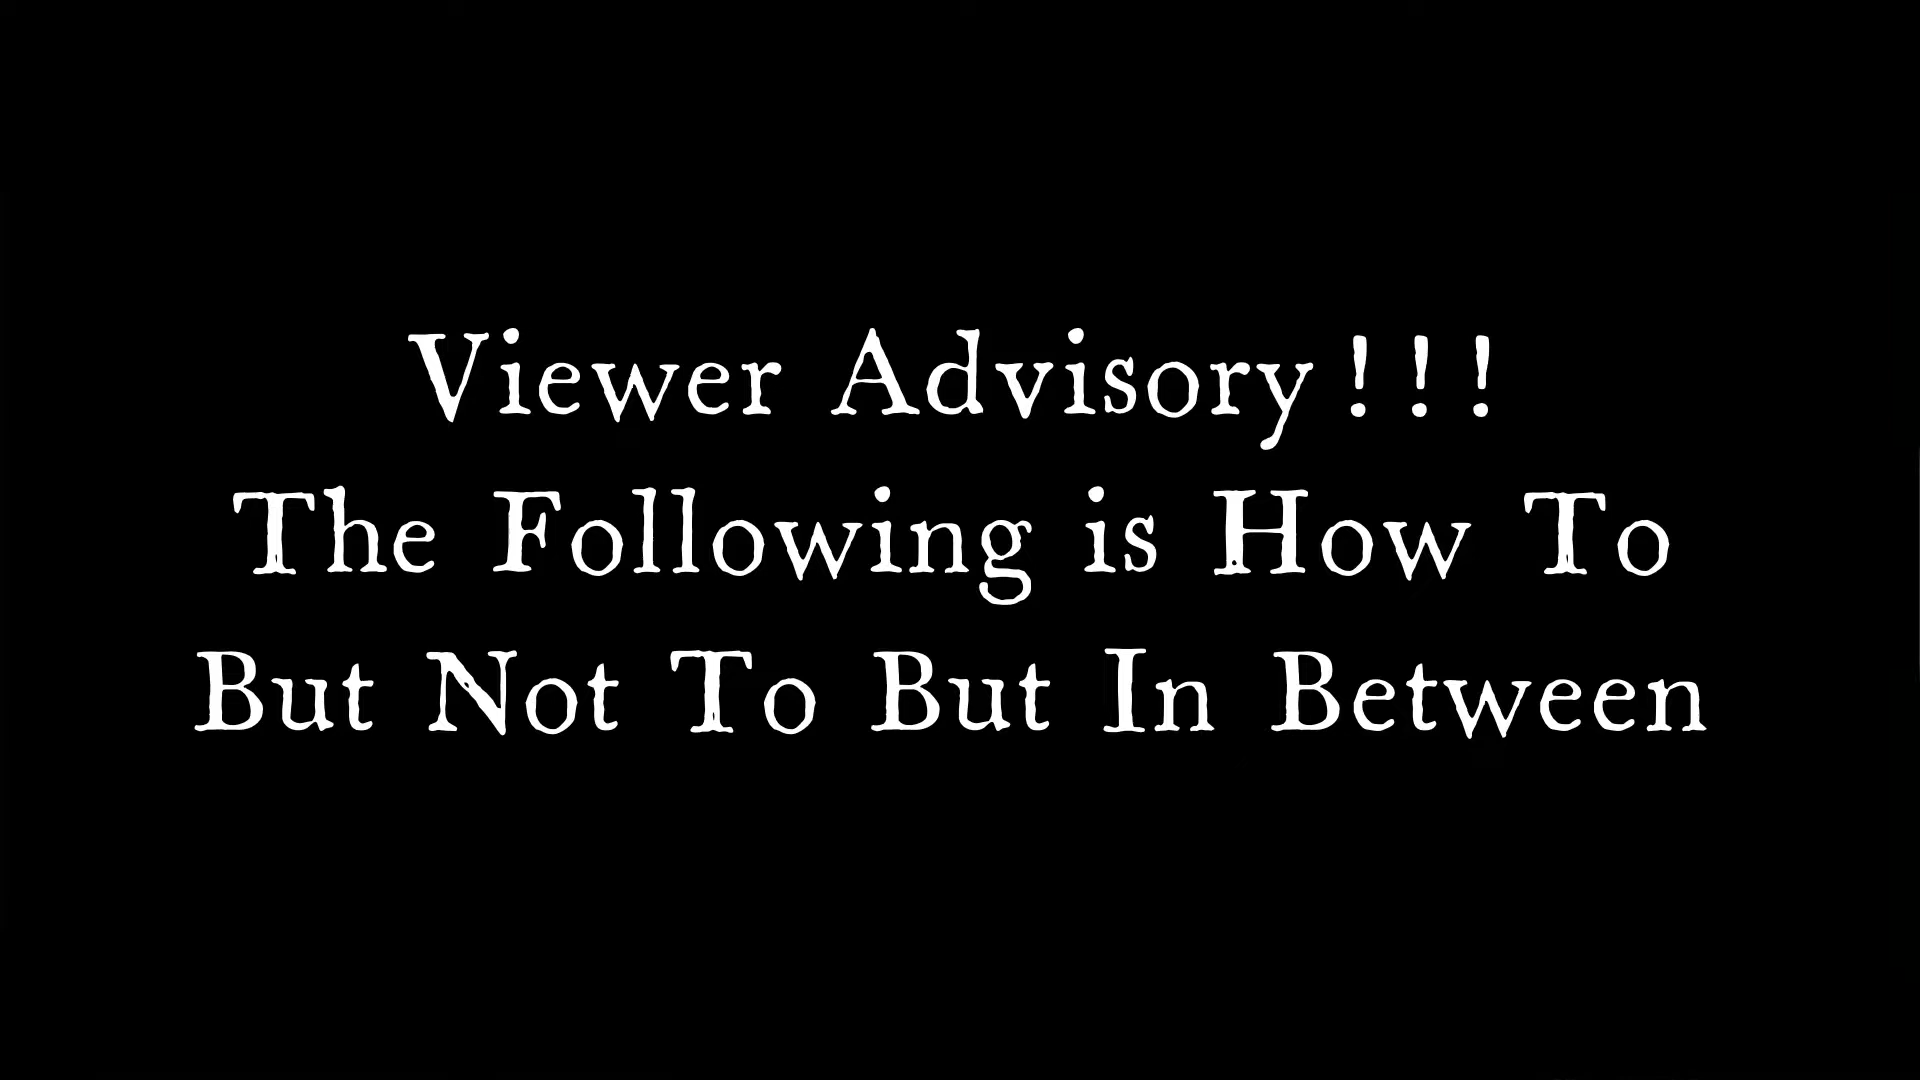 Viewer Advisory!!!
The Following is How To
But Not To But In Between